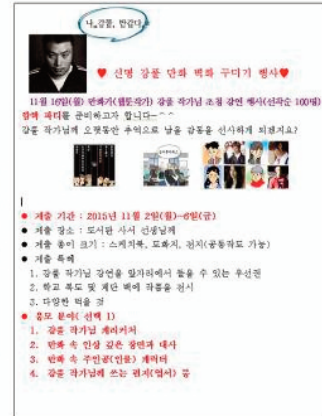 나, 강풀, 반갑다
♥ 선명 강풀 만화 벽화 꾸미기 행사♥
11월 16일(월) 만화가(웹툰작가) 강풀 작가님 초청 강연 행사(선착순 100명)
깜짝 파티를 준비하고자 합니다~^^
강풀 작가님께 오랫동안 추억으로 남을 감동을 선사하게 되겠지요?
● 제출 기간 : 2015년 11월 2일(월)~6일(금)
● 제출 장소 : 도서관 사서 선생님께
● 제출 종이 크기 : 스케치북, 도화지, 전지(공동작도 가능)
● 제출 특혜
1. 강풀 작가님 강연을 앞자리에서 들을 수 있는 우선권
2. 학교 복도 및 계단 벽에 작품을 전시
3. 다양한 먹을 것
● 응모 분야( 선택 1)
1. 강풀 작가님 캐리커처
2. 만화 속 인상 깊은 장면과 대사
3. 만화 속 주인공(인물) 캐릭터
4. 강풀 작가님께 쓰는 편지(엽서) 등